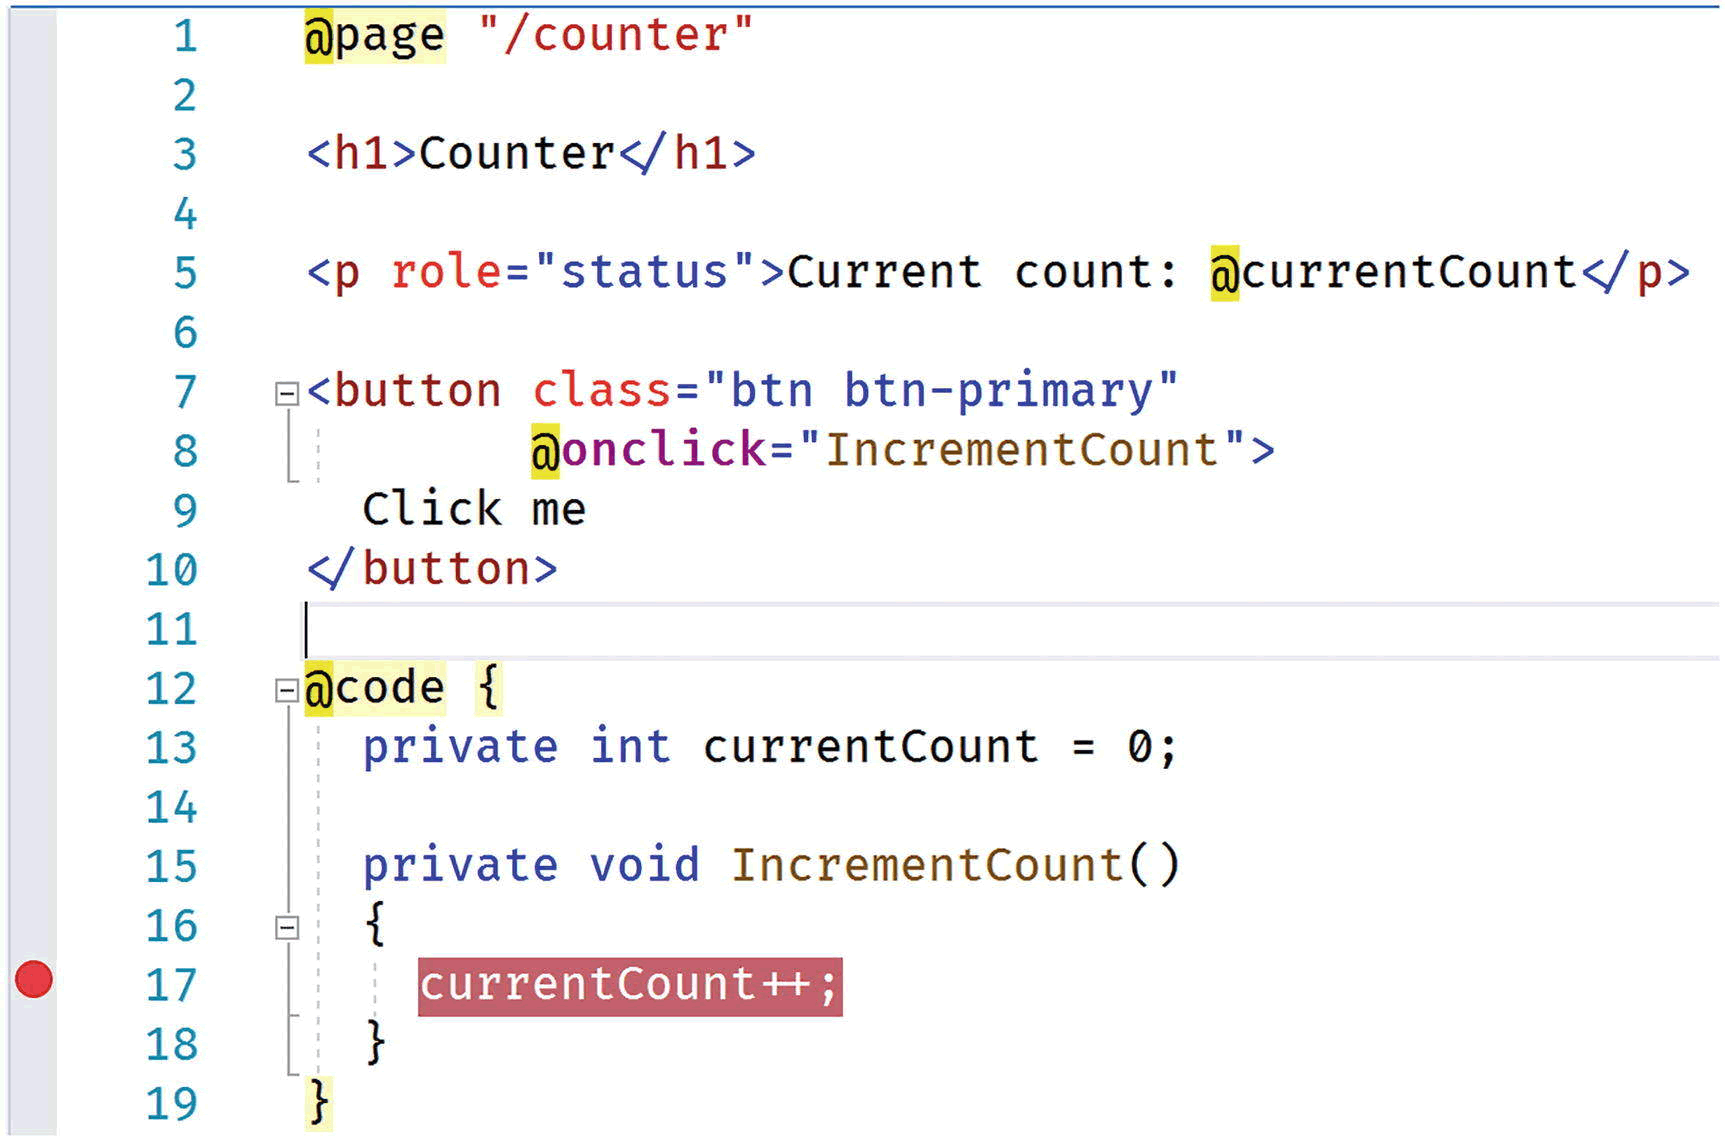 1 @page "/counter"
2
3 <h1>Counter</h1>
4
5 <p role="status">Current count: @currentCount</p>
6
7 <button class="btn btn-primary"
8         @onclick="IncrementCount">
9   Click me
10 </button>
11
12 @code {
13   private int currentCount = 0;
14
15   private void IncrementCount()
16   {
17     currentCount++;
18   }
19 }